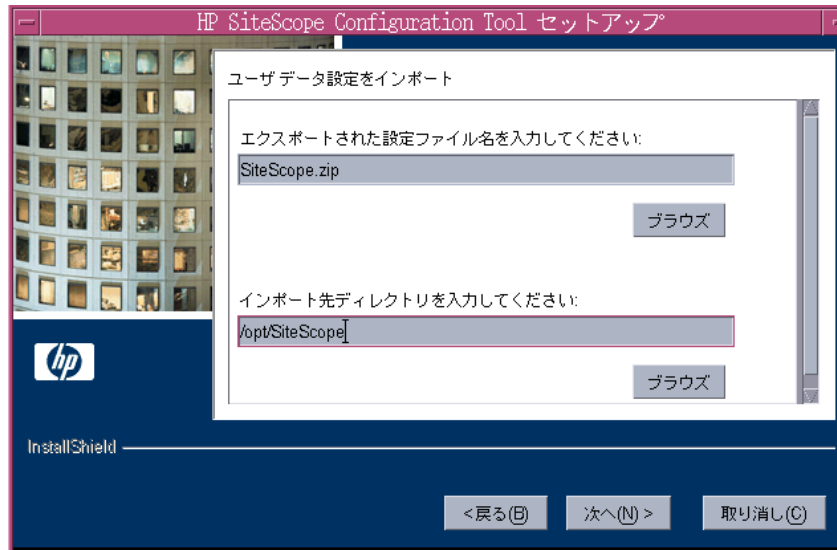 HP SiteScope Configuration Tool セットアップ
ユーザ データ設定をインポート
エクスポートされた設定ファイル名を入力してください:
SiteScope.zip
ブラウズ
インポート先ディレクトリを入力してください:
/opt/SiteScope
ブラウズ
hp
InstallShield
<戻る(B)
次へ(N) >
取り消し(C)